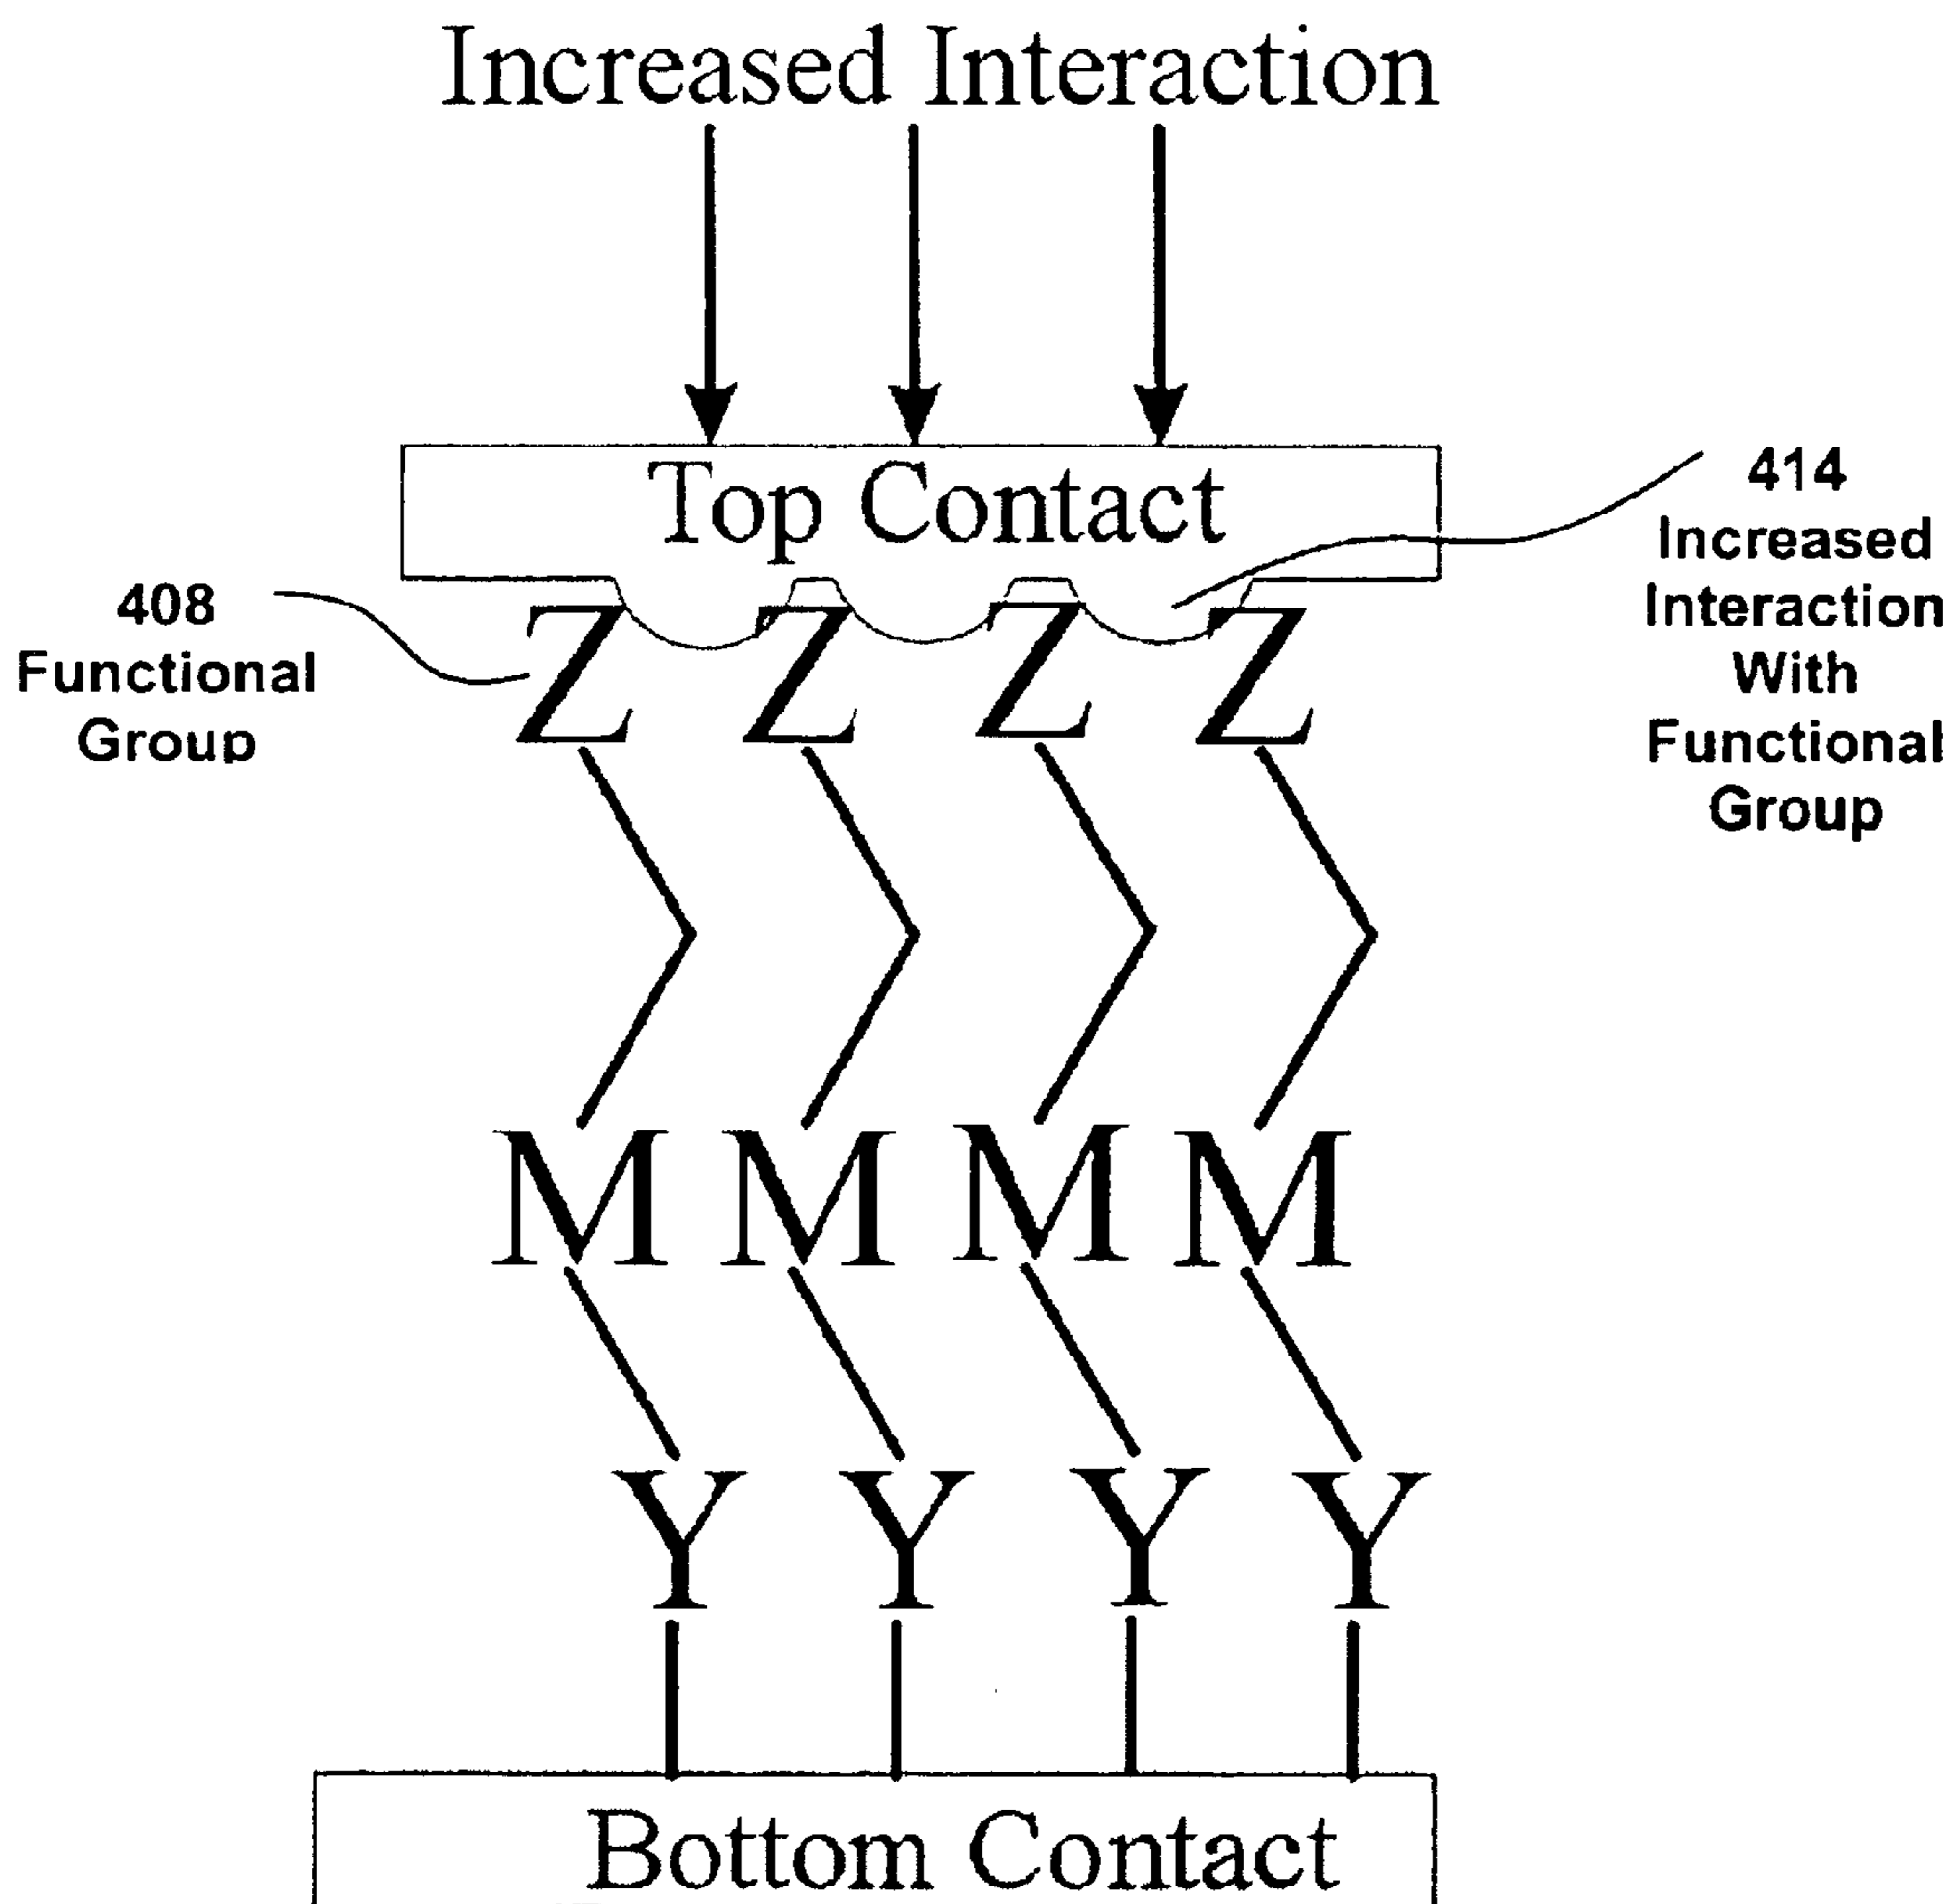 Increased Interaction
Top Contact
414
Increased
Interaction
With
Functional
Group
408
Functional
Group
Z Z Z Z
M M M M
Y Y Y Y
Bottom Contact